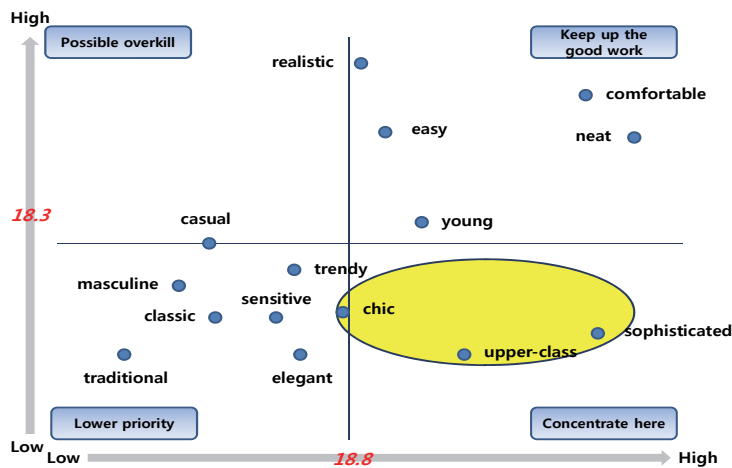 High
Possible overkill
Keep up the
good work
realistic
comfortable
easy
neat
18.3
casual
young
trendy
masculine
sensitive
classic
chic
sophisticated
upper-class
traditional
elegant
Lower priority
Concentrate here
Low
Low
18.8
High